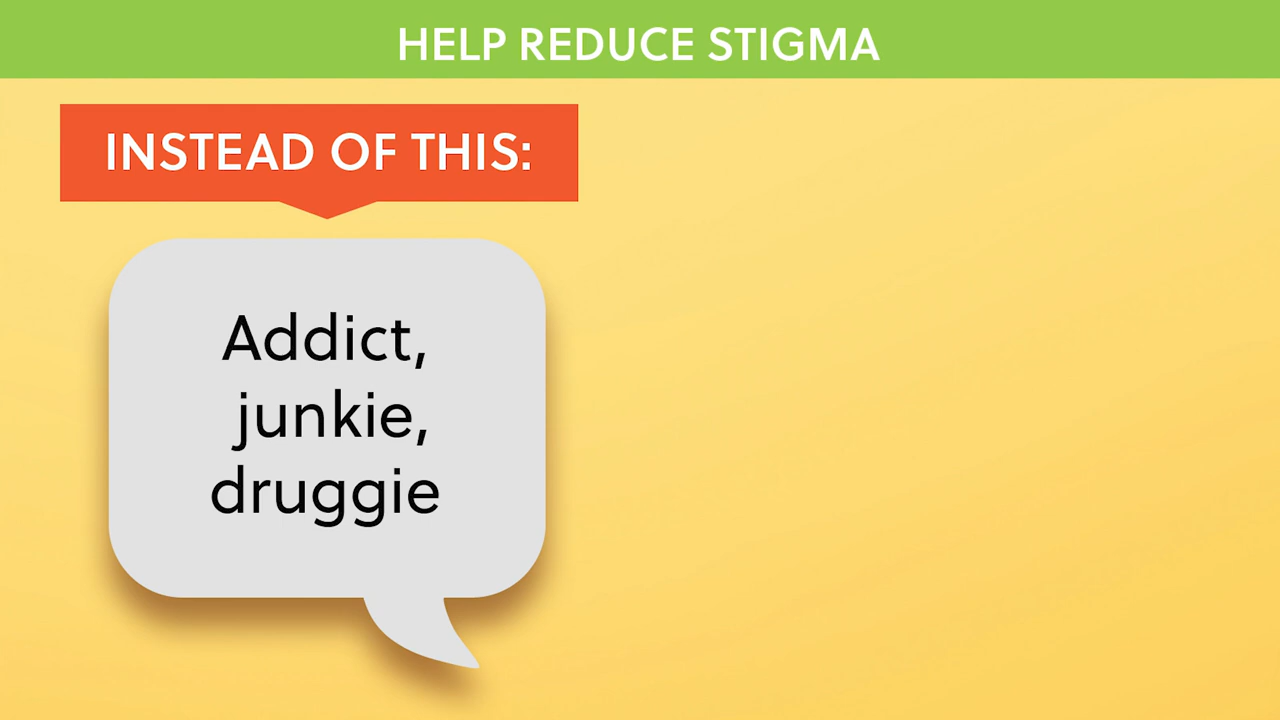 HELP REDUCE STIGMA
INSTEAD OF THIS:
Addict,
junkie,
druggie